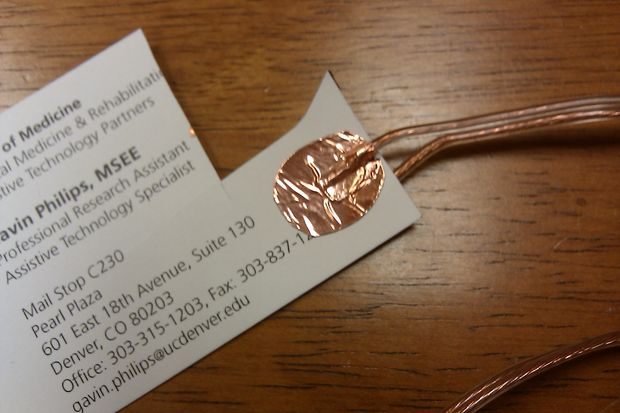 of Medicine
al Medicine & Rehabilitati
stive Technology Partners
avin Philips, MSEE
Professional Research Assistant
Assistive Technology Specialist
Mail Stop C230
Pearl Plaza
601 East 18th Avenue, Suite 130
Denver, CO 80203
Office: 303-315-1203, Fax: 303-837-12
gavin.philips@ucdenver.edu